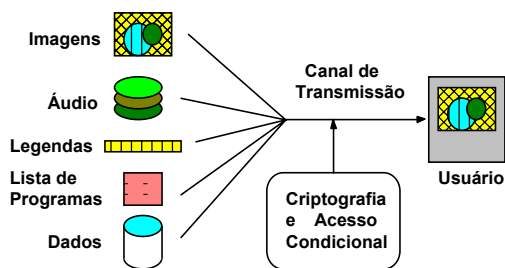 Imagens
Áudio
Legendas
Lista de
Programas
Dados
Canal de
Transmissão
Criptografia
e Acesso
Condicional
Usuário